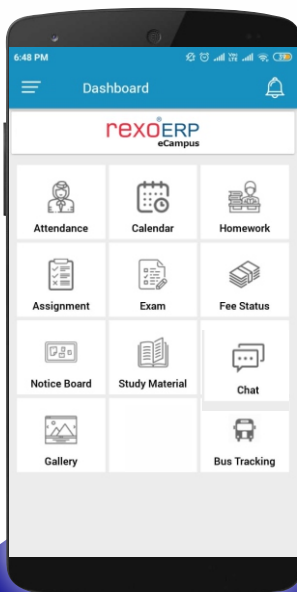 6:48 PM
Dashboard
rexoERP
eCampus
Attendance Calendar Homework
Assignment Exam Fee Status
Notice Board Study Material Chat
Gallery Bus Tracking